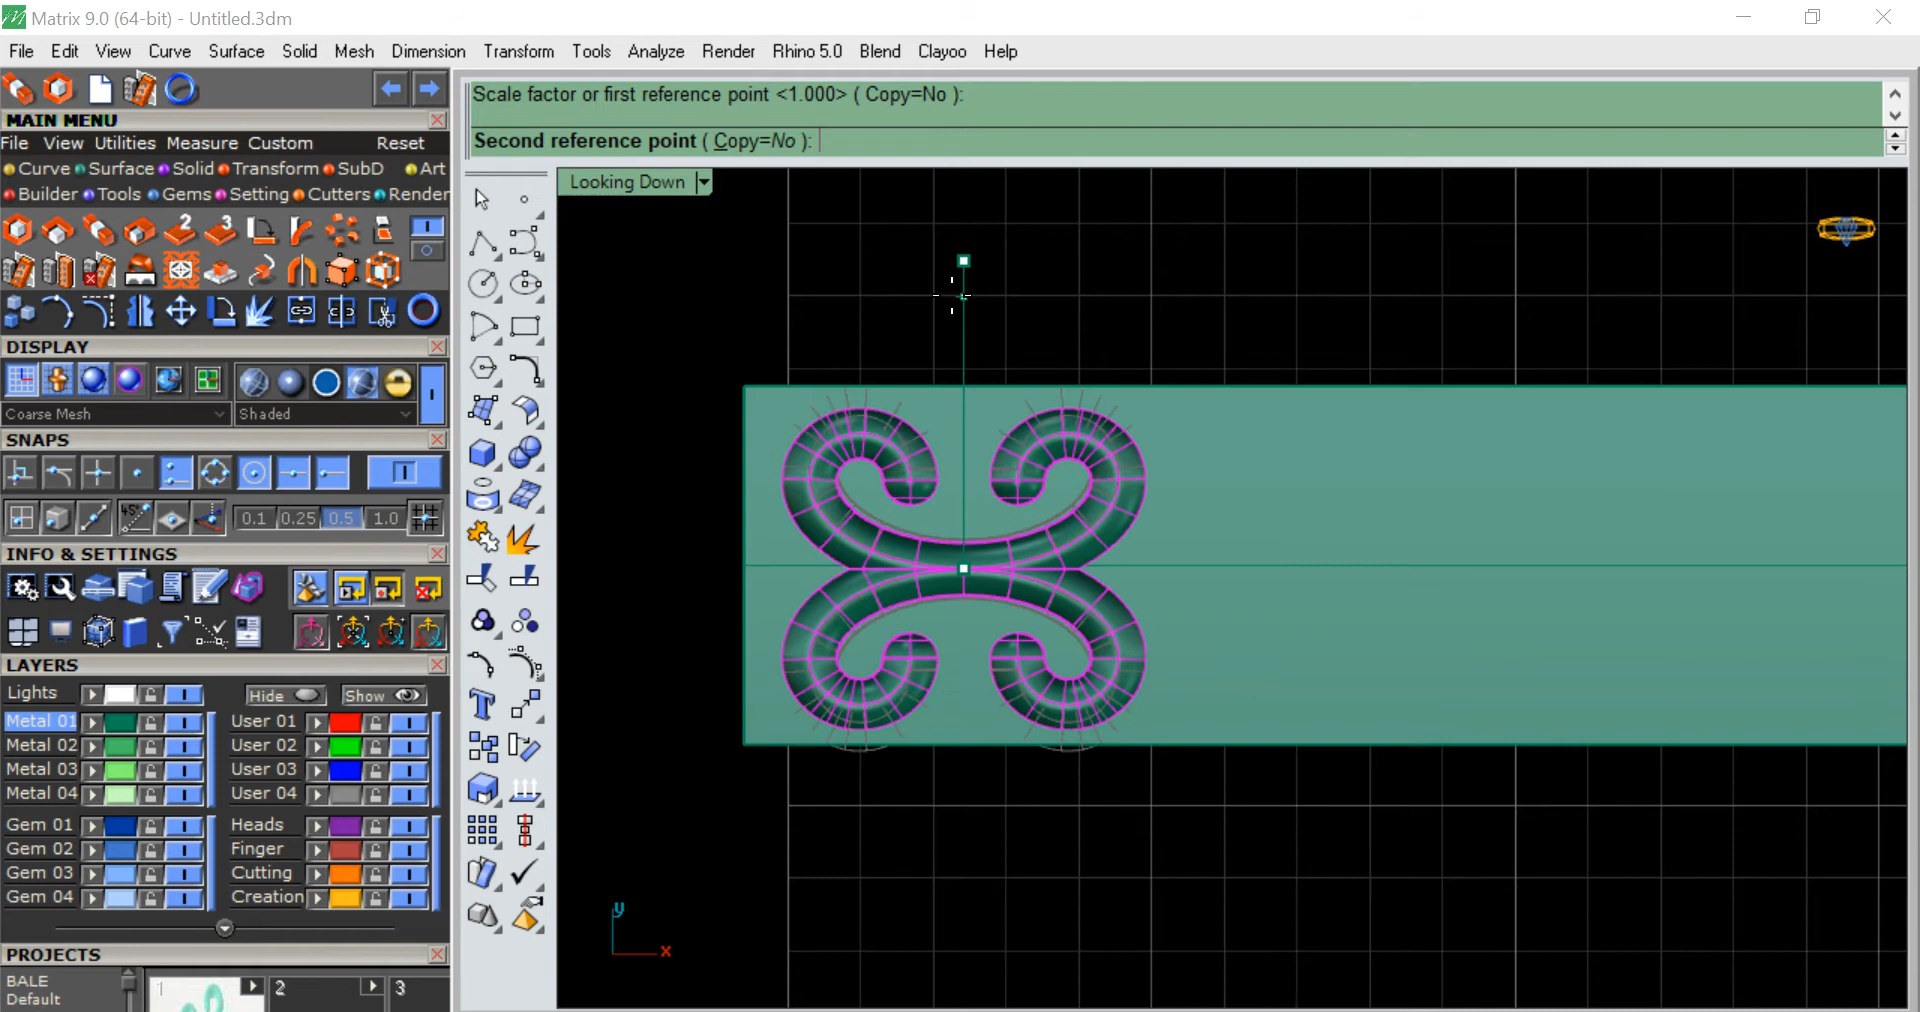 Matrix 9.0 (64-bit) - Untitled.3dm
File Edit View Curve Surface Solid Mesh Dimension Transform Tools Analyze Render Rhino 5.0 Blend Clayoo Help
Scale factor or first reference point <1.000> ( Copy=No ):
Second reference point ( Copy=No ):
Looking Down
MAIN MENU
File View Utilities Measure Custom Reset
Curve Surface Solid Transform SubD Art
Builder Tools Gems Setting Cutters Render
2 3
DISPLAY
Coarse Mesh Shaded
SNAPS
45°
0.1 0.25 0.5 1.0
INFO & SETTINGS
LAYERS
Lights Hide Show
Metal 01 User 01
Metal 02 User 02
Metal 03 User 03
Metal 04 User 04
Gem 01 Heads
Gem 02 Finger
Gem 03 Cutting
Gem 04 Creation
PROJECTS
BALE
Default
1 2 3
T
y
x